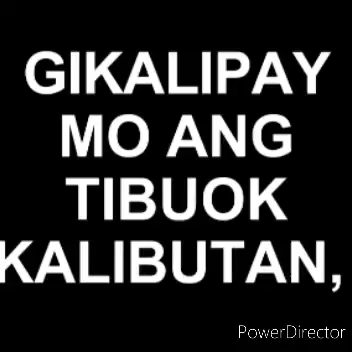 GIKALIPAY
MO ANG
TIBUOK
KALIBUTAN,
PowerDirector